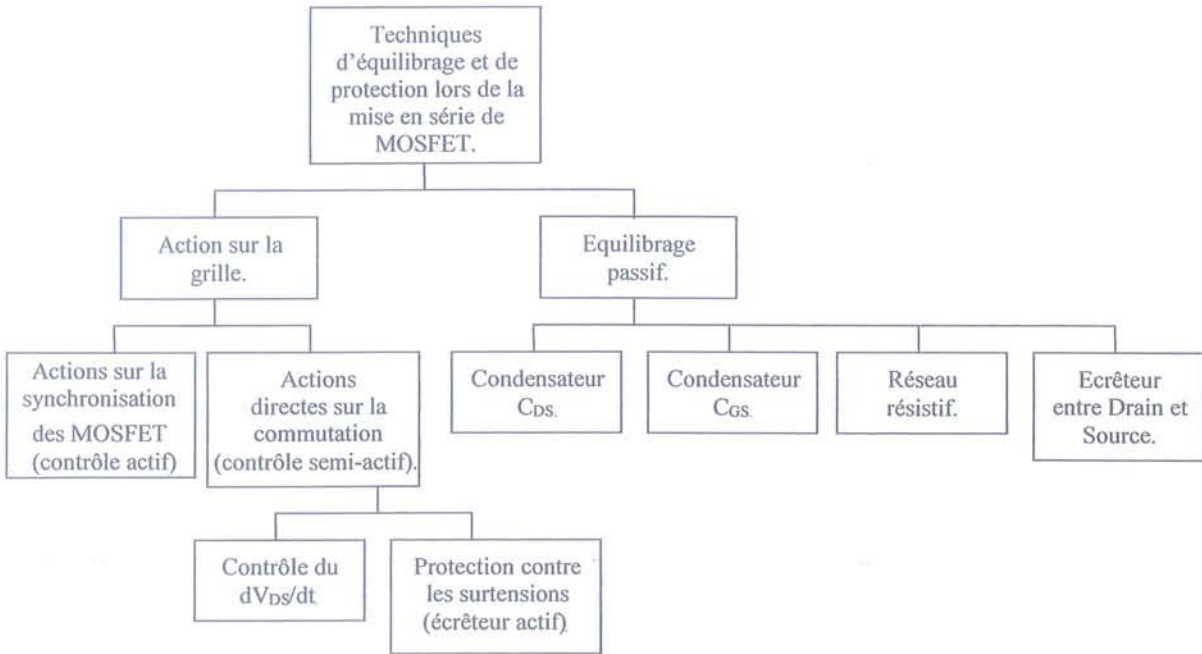 Techniques
d'équilibrage et de
protection lors de la
mise en série de
MOSFET.
Action sur la
grille.
Equilibrage
passif.
Actions sur la
synchronisation
des MOSFET
(contrôle actif)
Actions
directes sur la
commutation
(contrôle semi-actif).
Condensateur
CDS.
Condensateur
CGS.
Réseau
résistif.
Ecrêteur
entre Drain et
Source.
Contrôle du
dVDS/dt
Protection contre
les surtensions
(écrêteur actif)